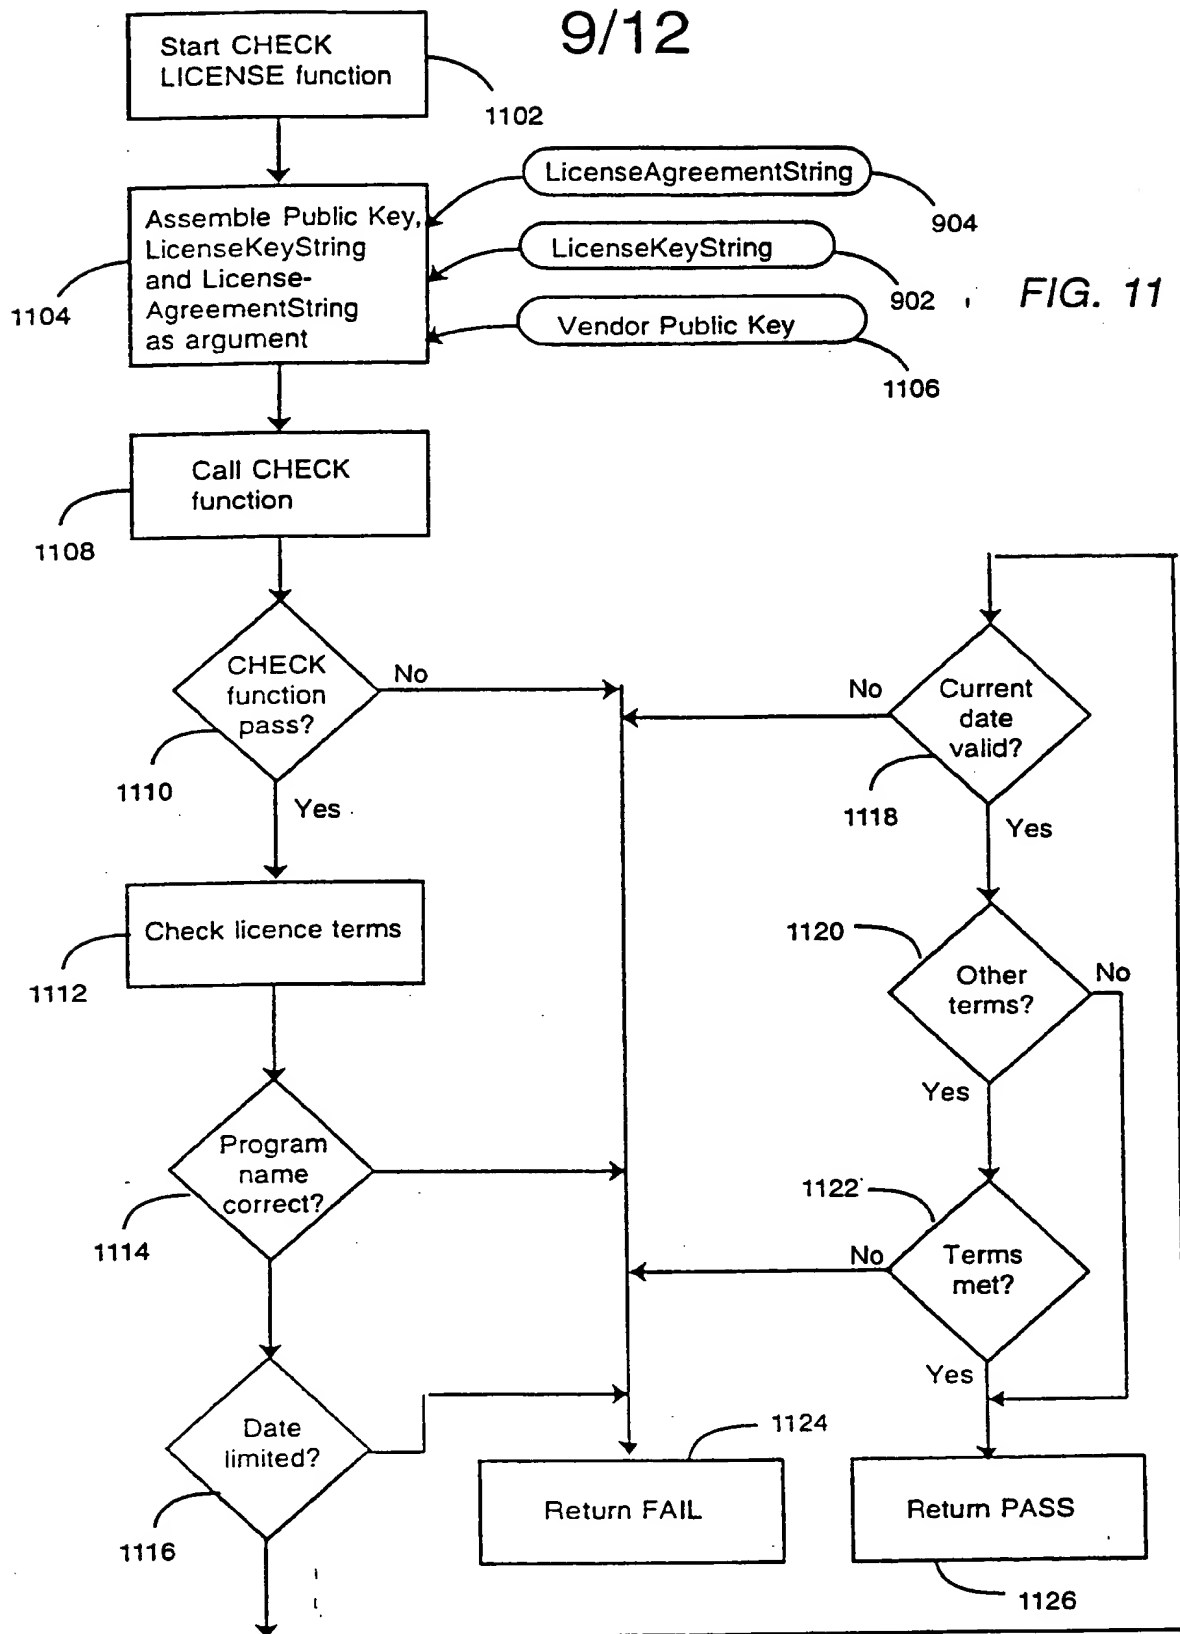 9/12
Start CHECK
LICENSE function
1102
LicenseAgreementString
904
Assemble Public Key,
LicenseKeyString
and License-
AgreementString
as argument
1104
LicenseKeyString
902
FIG. 11
Vendor Public Key
1106
Call CHECK
function
1108
CHECK
function
pass?
No
1110
Yes
Check licence terms
1112
Program
name
correct?
1114
Date
limited?
1116
Current
date
valid?
No
1118
Yes
1120
Other
terms?
No
Yes
1122
Terms
met?
No
Yes
1124
Return FAIL
Return PASS
1126